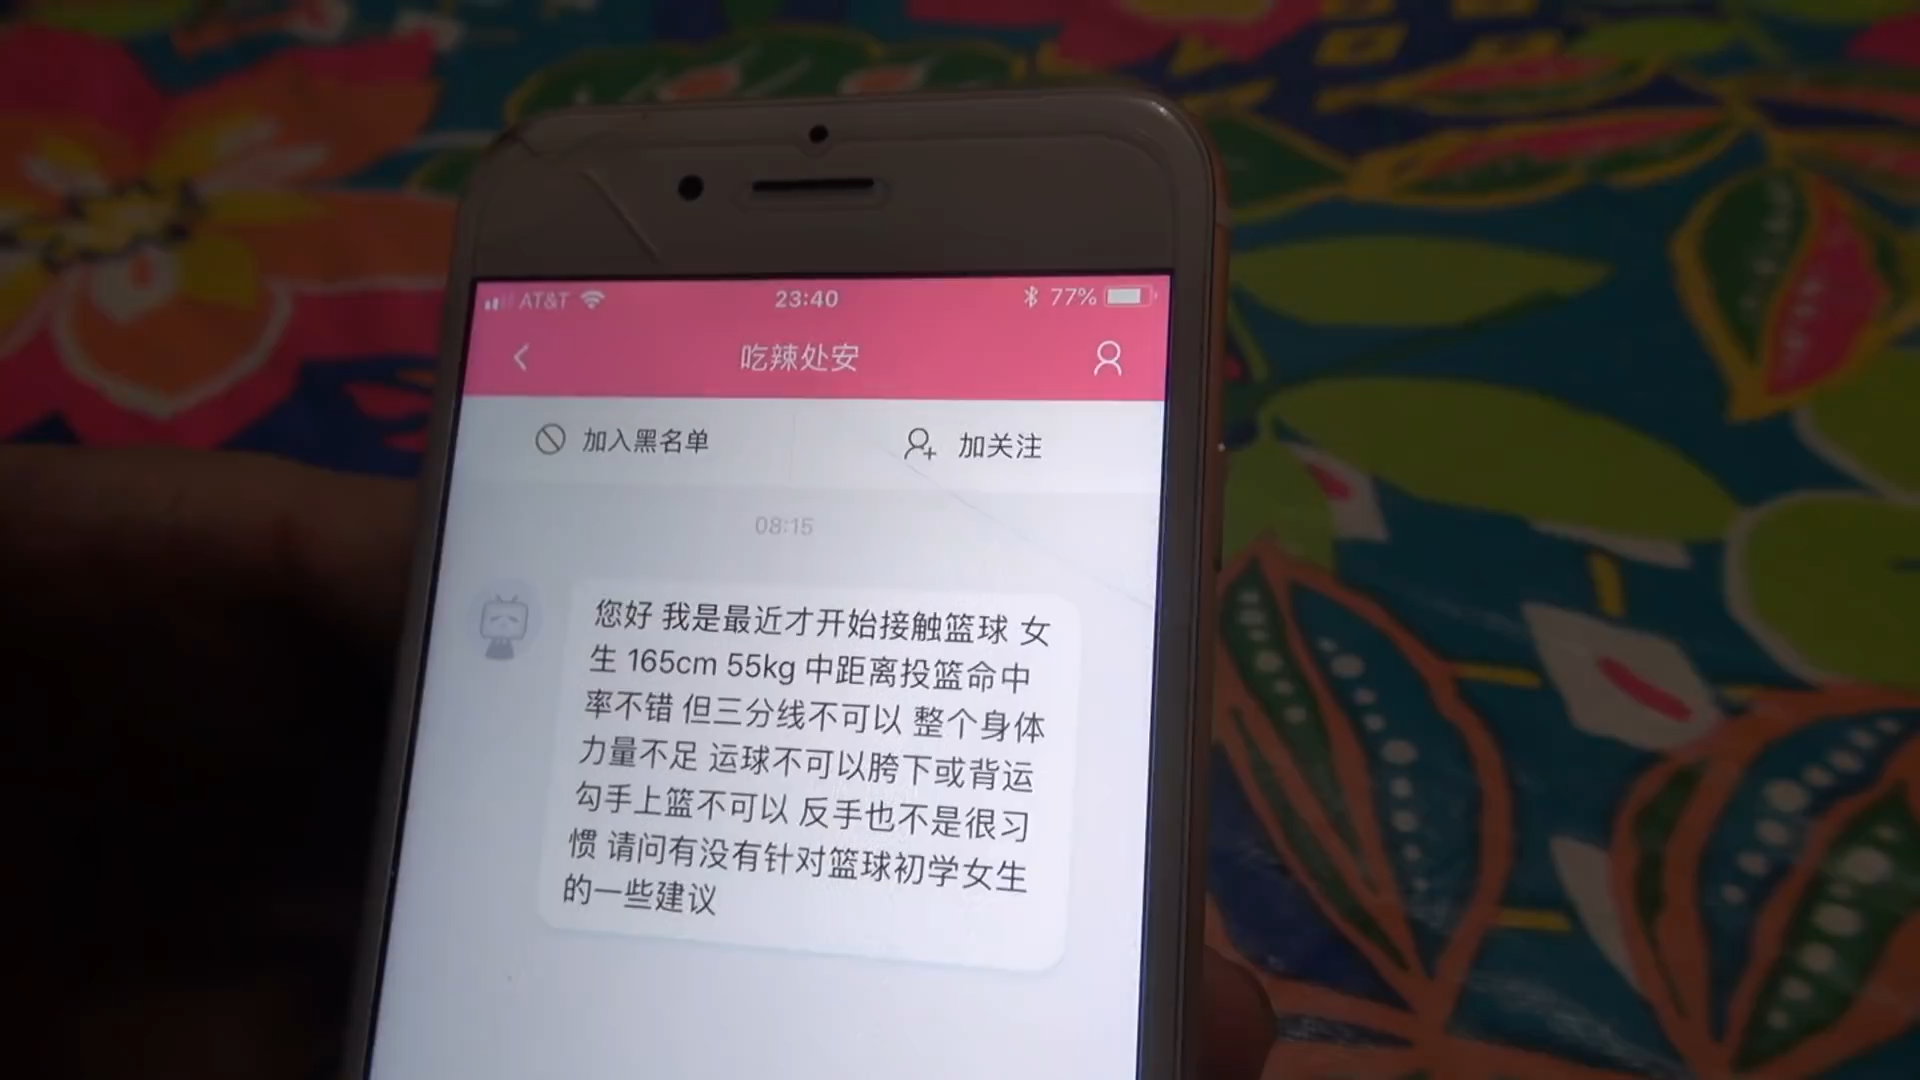 AT&T 23:40 77%
吃辣处安
加入黑名单 加关注
08:15
您好 我是最近才开始接触篮球 女
生 165cm 55kg 中距离投篮命中
率不错 但三分线不可以 整个身体
力量不足 运球不可以胯下或背运
勾手上篮不可以 反手也不是很习
惯 请问有没有针对篮球初学女生
的一些建议